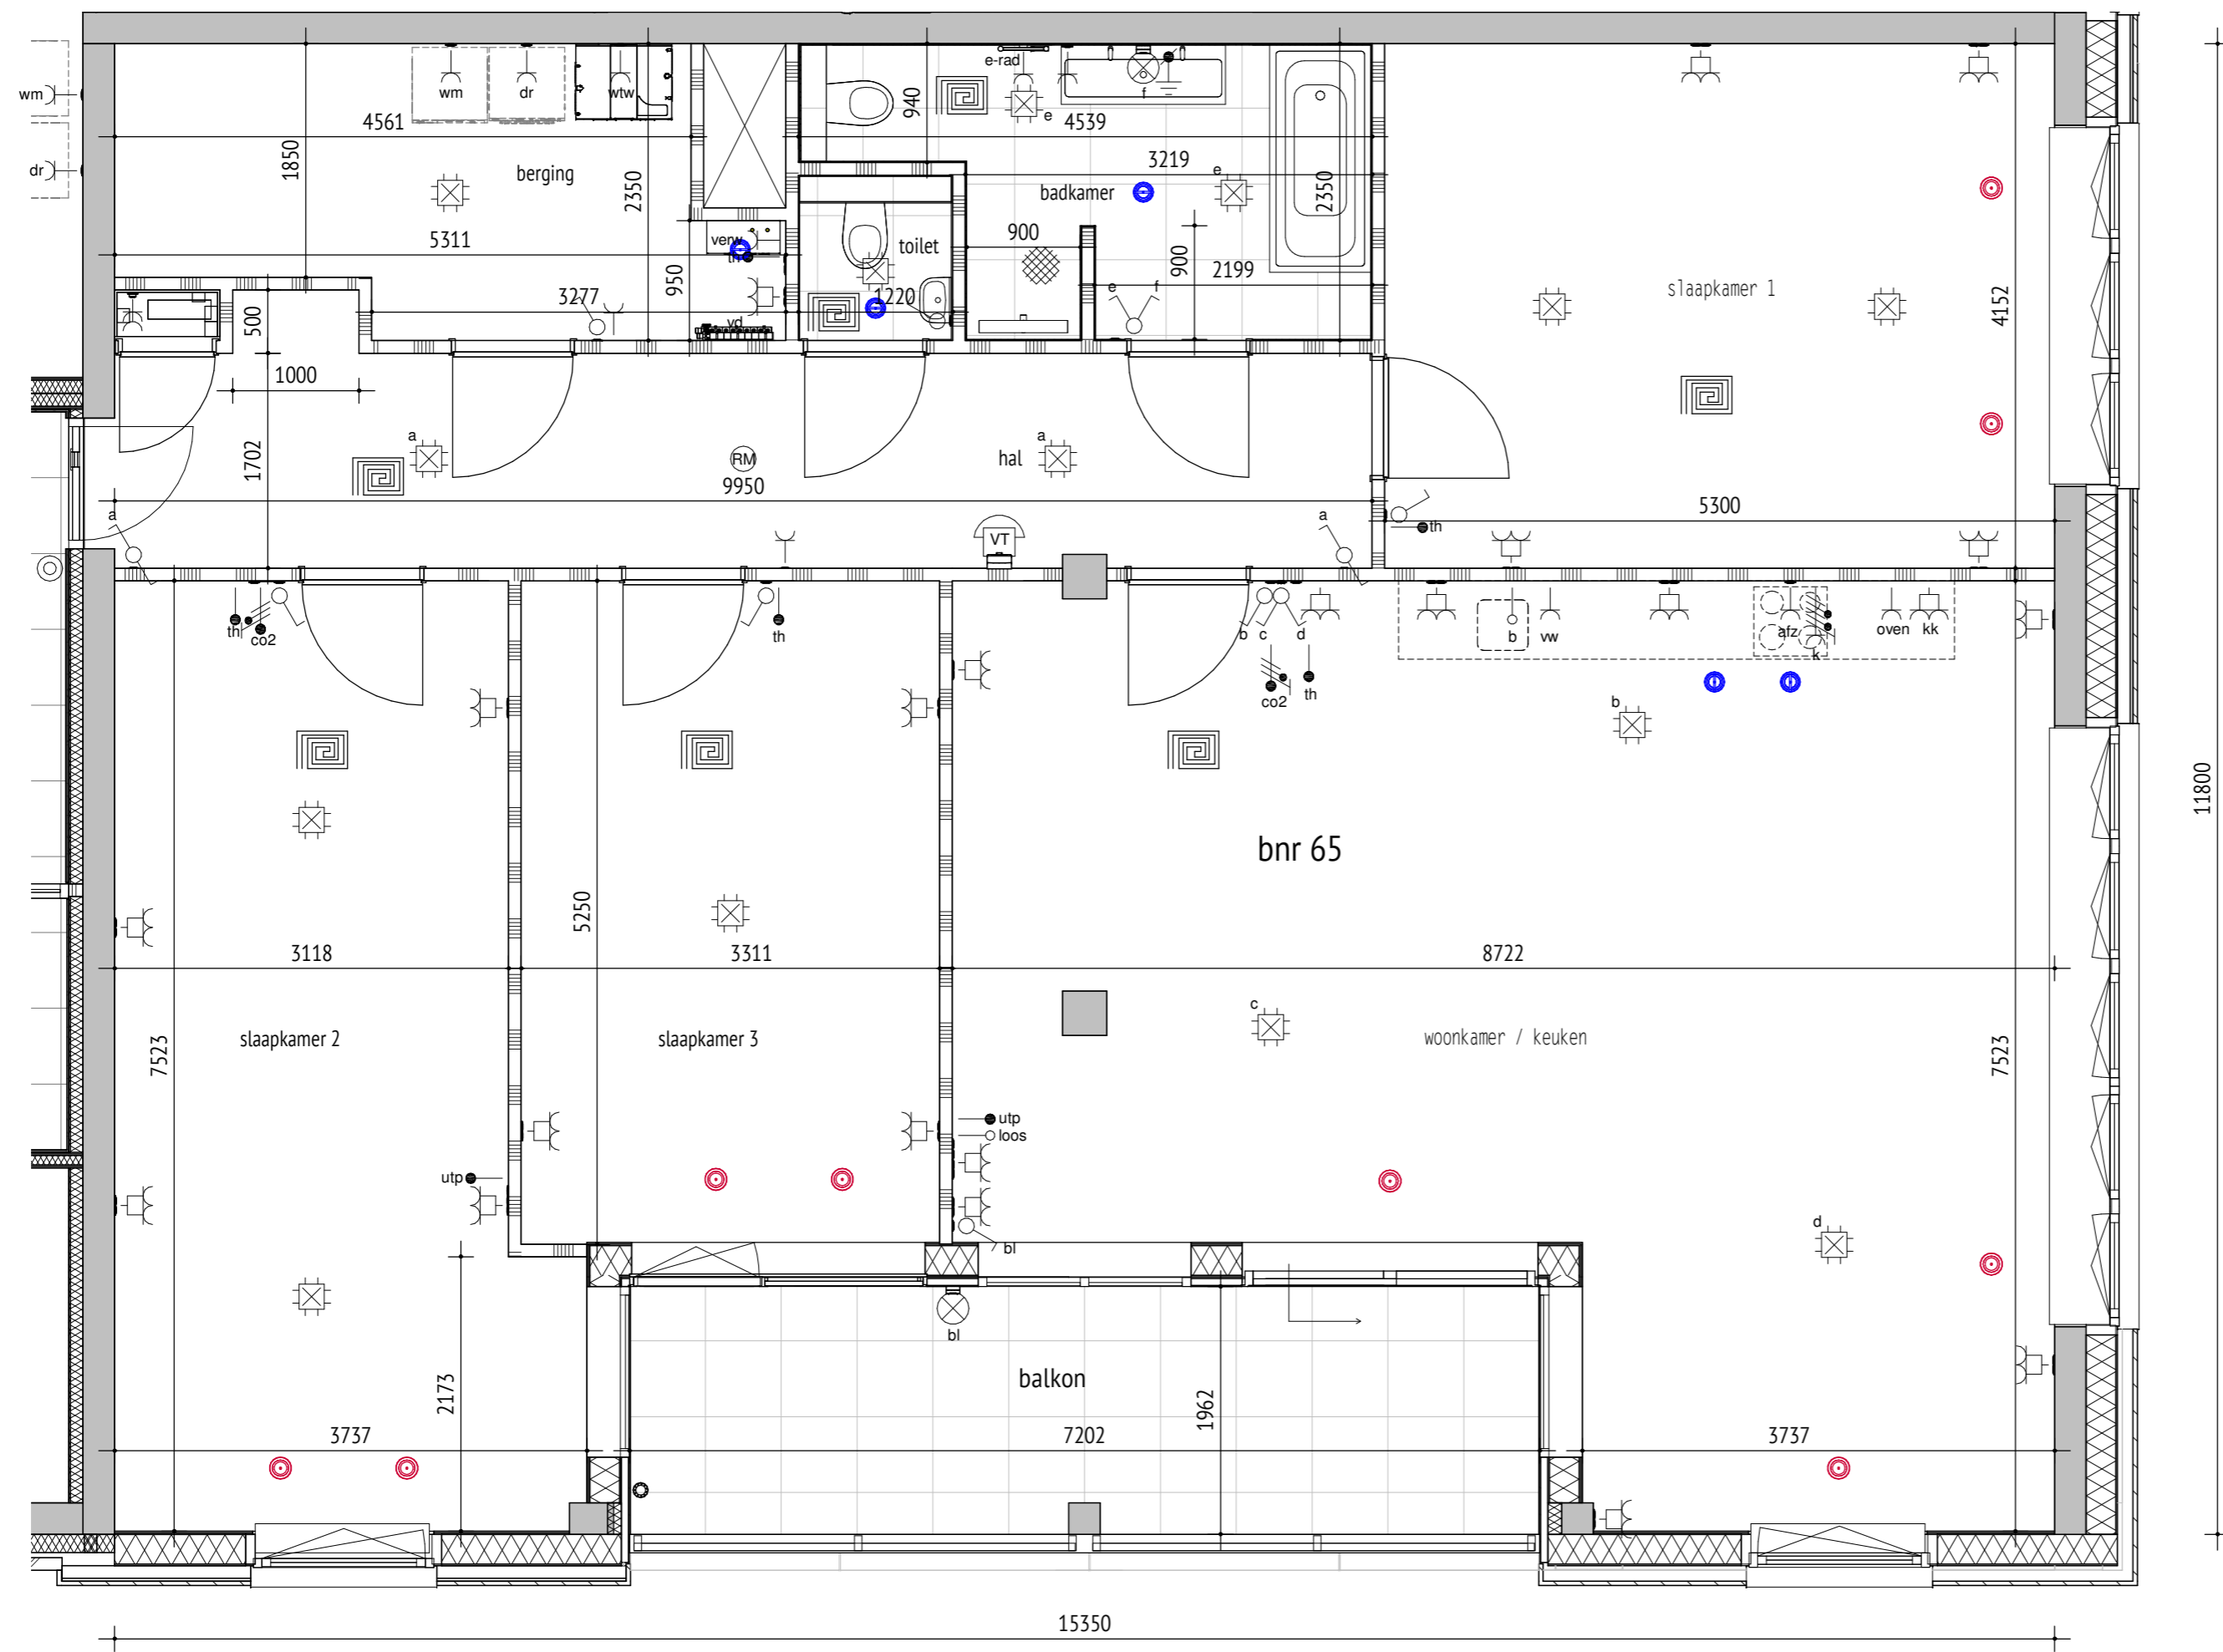 e-rad
wm
wm
dr
wtw
f
e
4561
940
4539
dr
1850
berging
2350
3219
badkamer
e
2350
5311
verw
toilet
900
900
2199
slaapkamer 1
4152
950
3277
1220
vd
e
f
500
1000
1702
a
RM
hal
a
9950
5300
a
VT
a
th
th
co2
th
b
c
d
co2
th
b
vw
afz
k
oven
kk
b
11800
bnr 65
5250
3118
3311
8722
c
slaapkamer 2
slaapkamer 3
woonkamer / keuken
7523
7523
utp
loos
utp
bl
d
bl
balkon
2173
1962
3737
7202
3737
15350